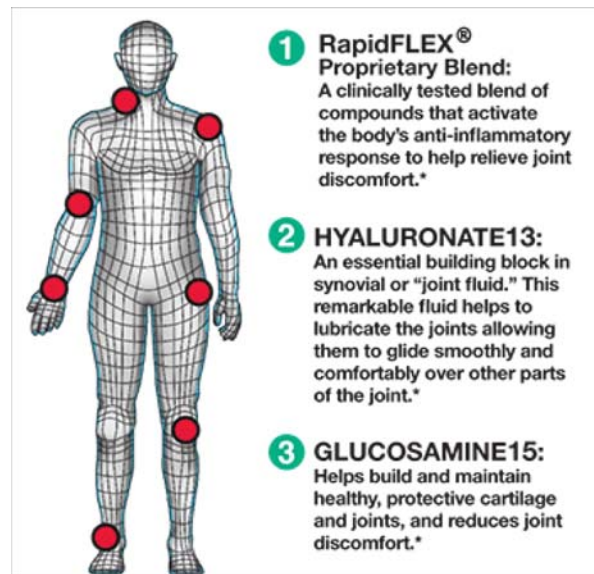 1 RapidFLEX®
Proprietary Blend:
A clinically tested blend of
compounds that activate
the body's anti-inflammatory
response to help relieve joint
discomfort.*
2 HYALURONATE13:
An essential building block in
synovial or “joint fluid.” This
remarkable fluid helps to
lubricate the joints allowing
them to glide smoothly and
comfortably over other parts
of the joint.*
3 GLUCOSAMINE15:
Helps build and maintain
healthy, protective cartilage
and joints, and reduces joint
discomfort.*